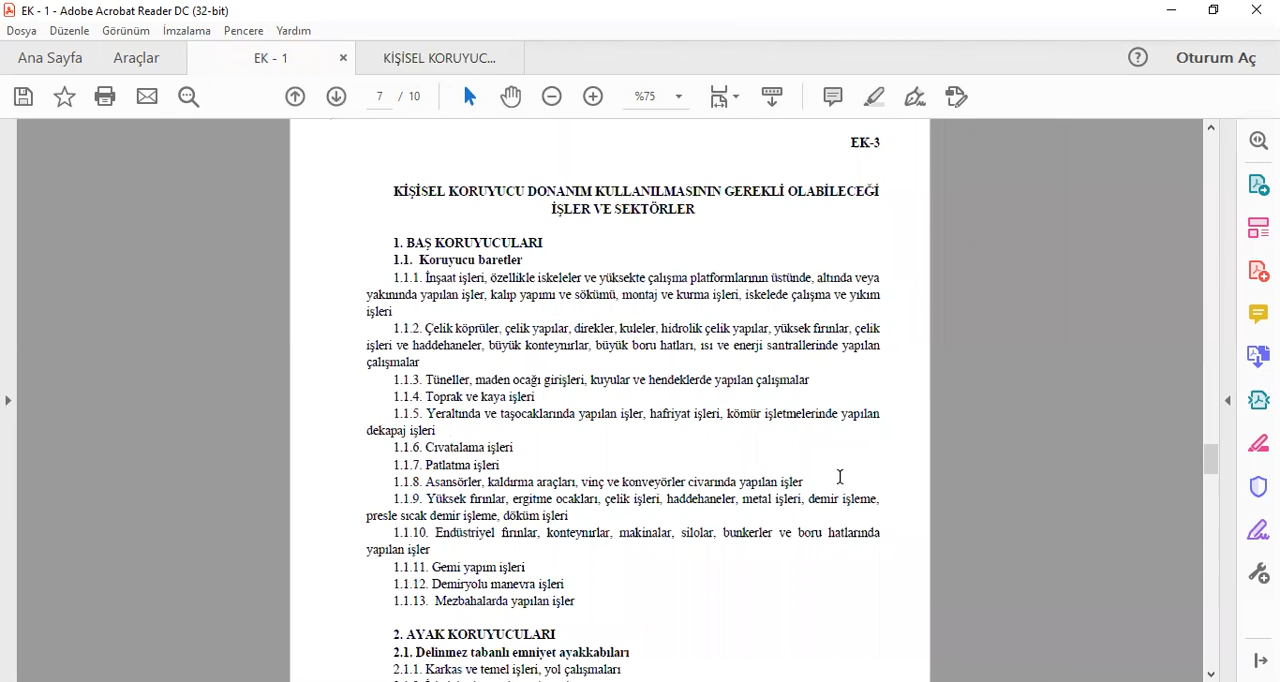 EK - 1 - Adobe Acrobat Reader DC (32-bit)
Dosya Düzenle Görünüm İmzalama Pencere Yardım
Ana Sayfa Araçlar EK - 1 × KİŞİSEL KORUYUC... Oturum Aç
7 / 10 %75
EK-3
KİŞİSEL KORUYUCU DONANIM KULLANILMASININ GEREKLİ OLABİLECEĞİ
İŞLER VE SEKTÖRLER
1. BAŞ KORUYUCULARI
1.1. Koruyucu baretler
1.1.1. İnşaat işleri, özellikle iskeleler ve yüksekte çalışma platformlarının üstünde, altında veya
yakınında yapılan işler, kalıp yapımı ve sökümü, montaj ve kurma işleri, iskelede çalışma ve yıkım
işleri
1.1.2. Çelik köprüler, çelik yapılar, direkler, kuleler, hidrolik çelik yapılar, yüksek fırınlar, çelik
işleri ve haddehaneler, büyük konteynırlar, büyük boru hatları, ısı ve enerji santrallerinde yapılan
çalışmalar
1.1.3. Tüneller, maden ocağı girişleri, kuyular ve hendeklerde yapılan çalışmalar
1.1.4. Toprak ve kaya işleri
1.1.5. Yeraltında ve taşocaklarında yapılan işler, hafriyat işleri, kömür işletmelerinde yapılan
dekapaj işleri
1.1.6. Cıvatalama işleri
1.1.7. Patlatma işleri
1.1.8. Asansörler, kaldırma araçları, vinç ve konveyörler civarında yapılan işler
1.1.9. Yüksek fırınlar, ergitme ocakları, çelik işleri, haddehaneler, metal işleri, demir işleme,
presle sıcak demir işleme, döküm işleri
1.1.10. Endüstriyel fırınlar, konteynırlar, makinalar, silolar, bunkerler ve boru hatlarında
yapılan işler
1.1.11. Gemi yapım işleri
1.1.12. Demiryolu manevra işleri
1.1.13. Mezbahalarda yapılan işler
2. AYAK KORUYUCULARI
2.1. Delinmez tabanlı emniyet ayakkabıları
2.1.1. Karkas ve temel işleri, yol çalışmaları